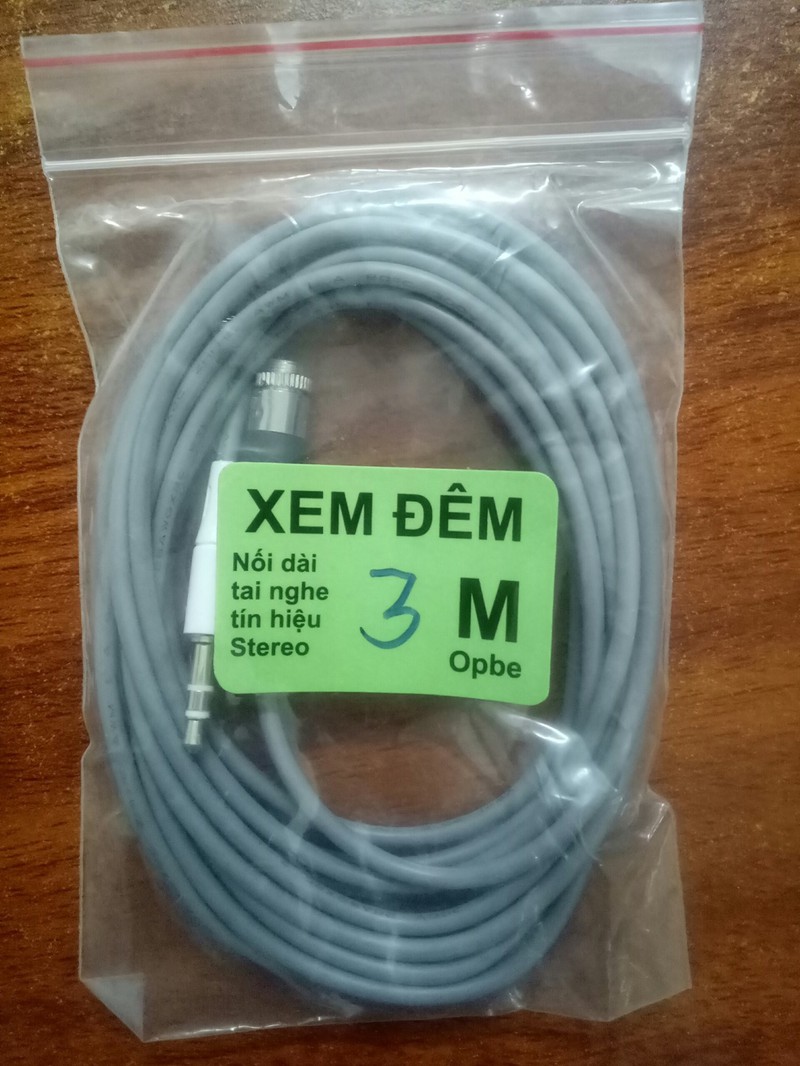 XEM ĐÊM
Nối dài
tai nghe
tín hiệu
Stereo
3 M
Opbe